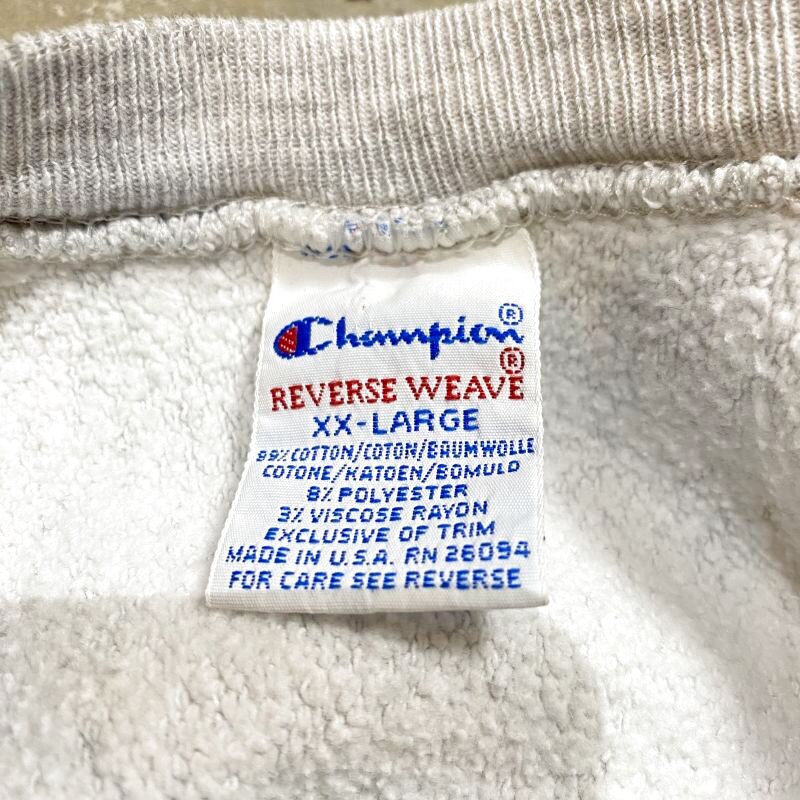 Champion®
REVERSE WEAVE®
XX-LARGE
89% COTTON/COTON/BAUMWOLLE
COTONE/KATOEN/BOMULD
8% POLYESTER
3% VISCOSE RAYON
EXCLUSIVE OF TRIM
MADE IN U.S.A. RN 26094
FOR CARE SEE REVERSE